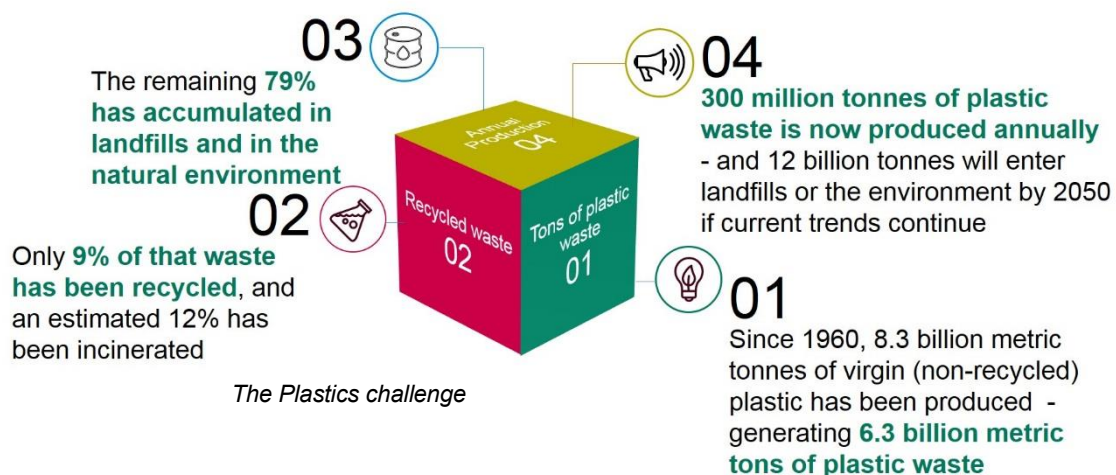 03
The remaining 79%
has accumulated in
landfills and in the
natural environment
04
300 million tonnes of plastic
waste is now produced annually
- and 12 billion tonnes will enter
landfills or the environment by 2050
if current trends continue
Annual
Production
04
Recycled waste
02
Tons of plastic
waste
01
02
Only 9% of that waste
has been recycled, and
an estimated 12% has
been incinerated
01
Since 1960, 8.3 billion metric
tonnes of virgin (non-recycled)
plastic has been produced -
generating 6.3 billion metric
tons of plastic waste
The Plastics challenge